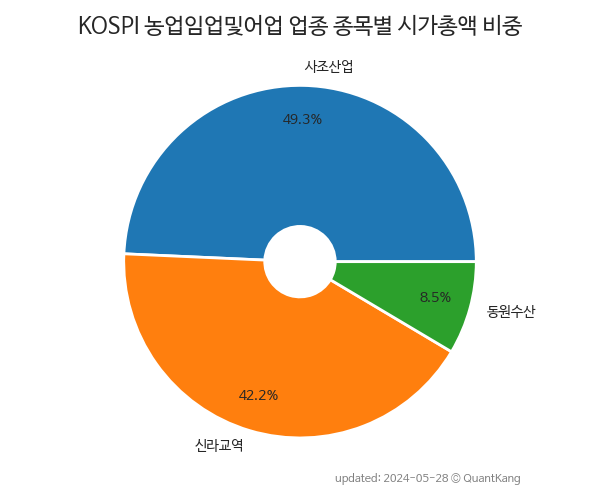 KOSPI 농업임업및어업 업종 종목별 시가총액 비중
사조산업
49.3%
8.5%
동원수산
42.2%
신라교역
updated: 2024-05-28 © QuantKang